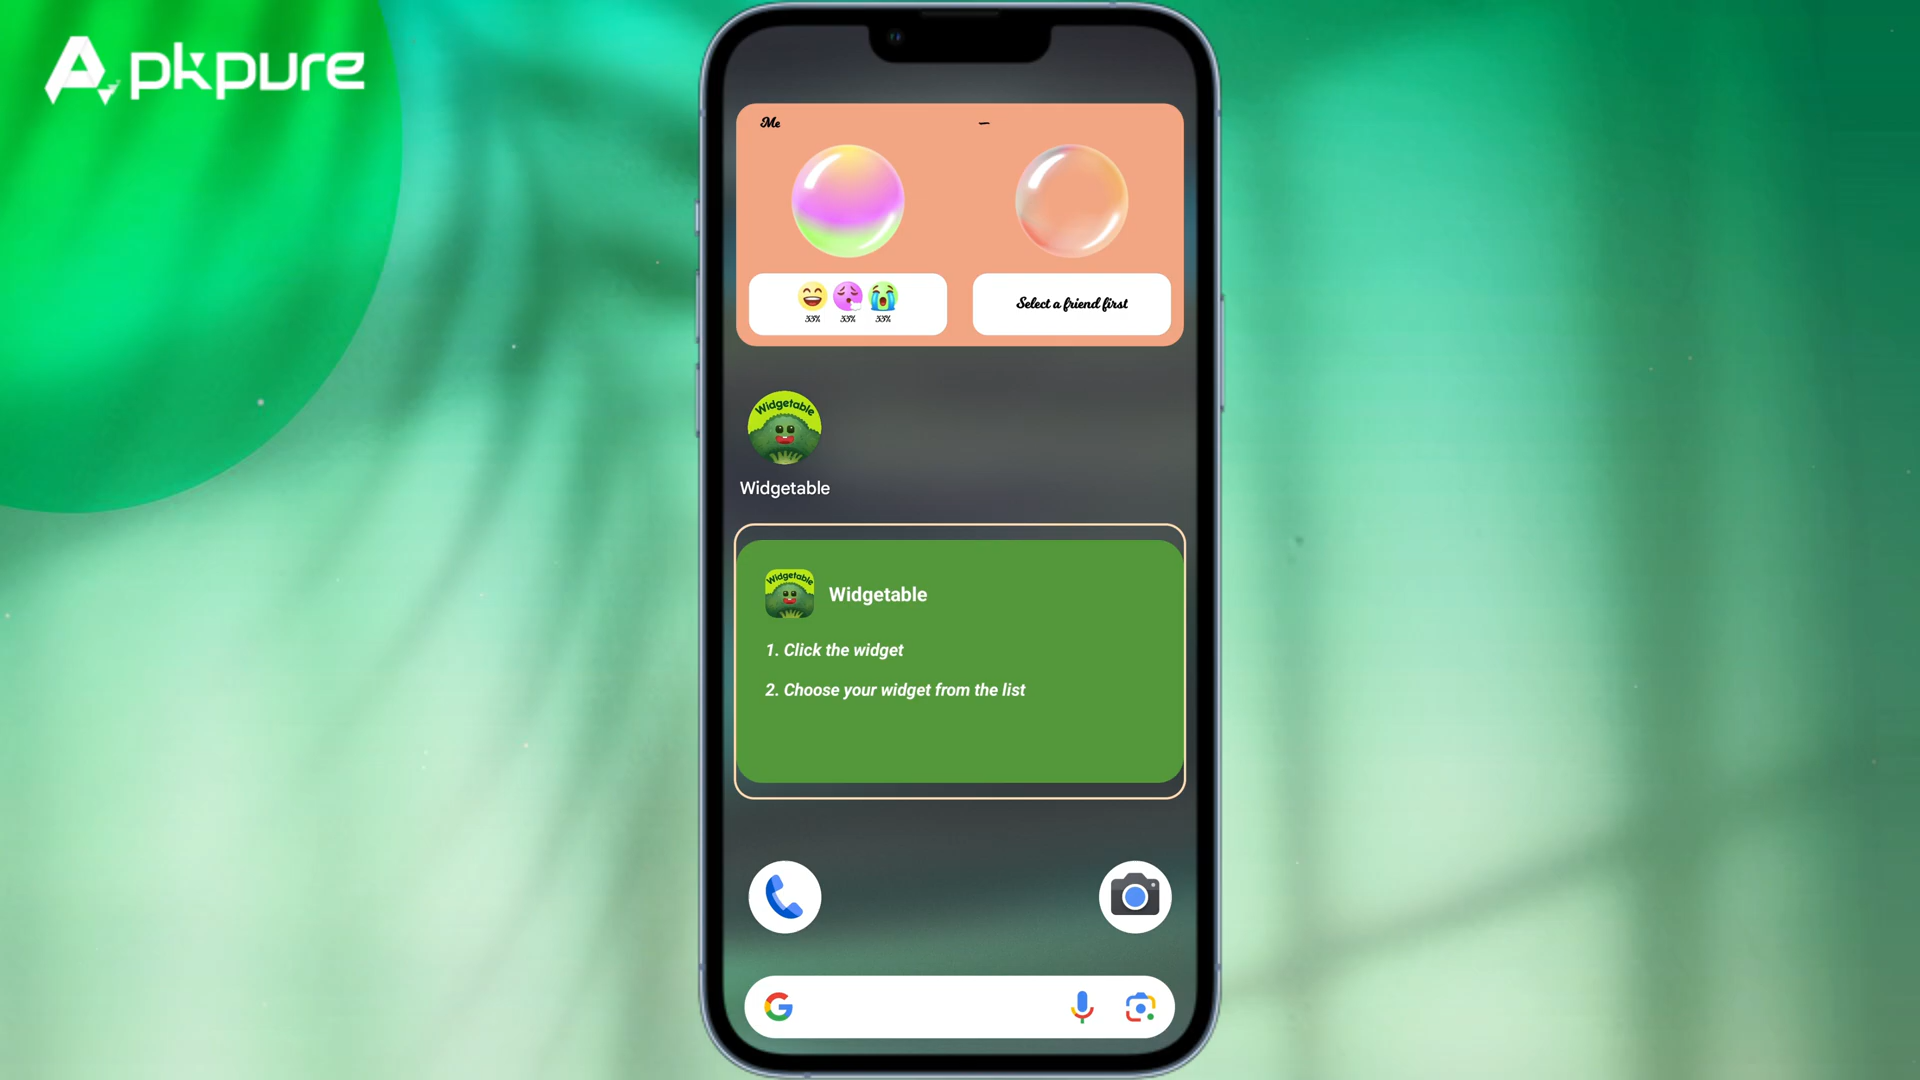 Apkpure
Me
33% 33% 33%
Select a friend first
Widgetable
Widgetable
Widgetable
Widgetable
Widgetable
1. Click the widget
2. Choose your widget from the list